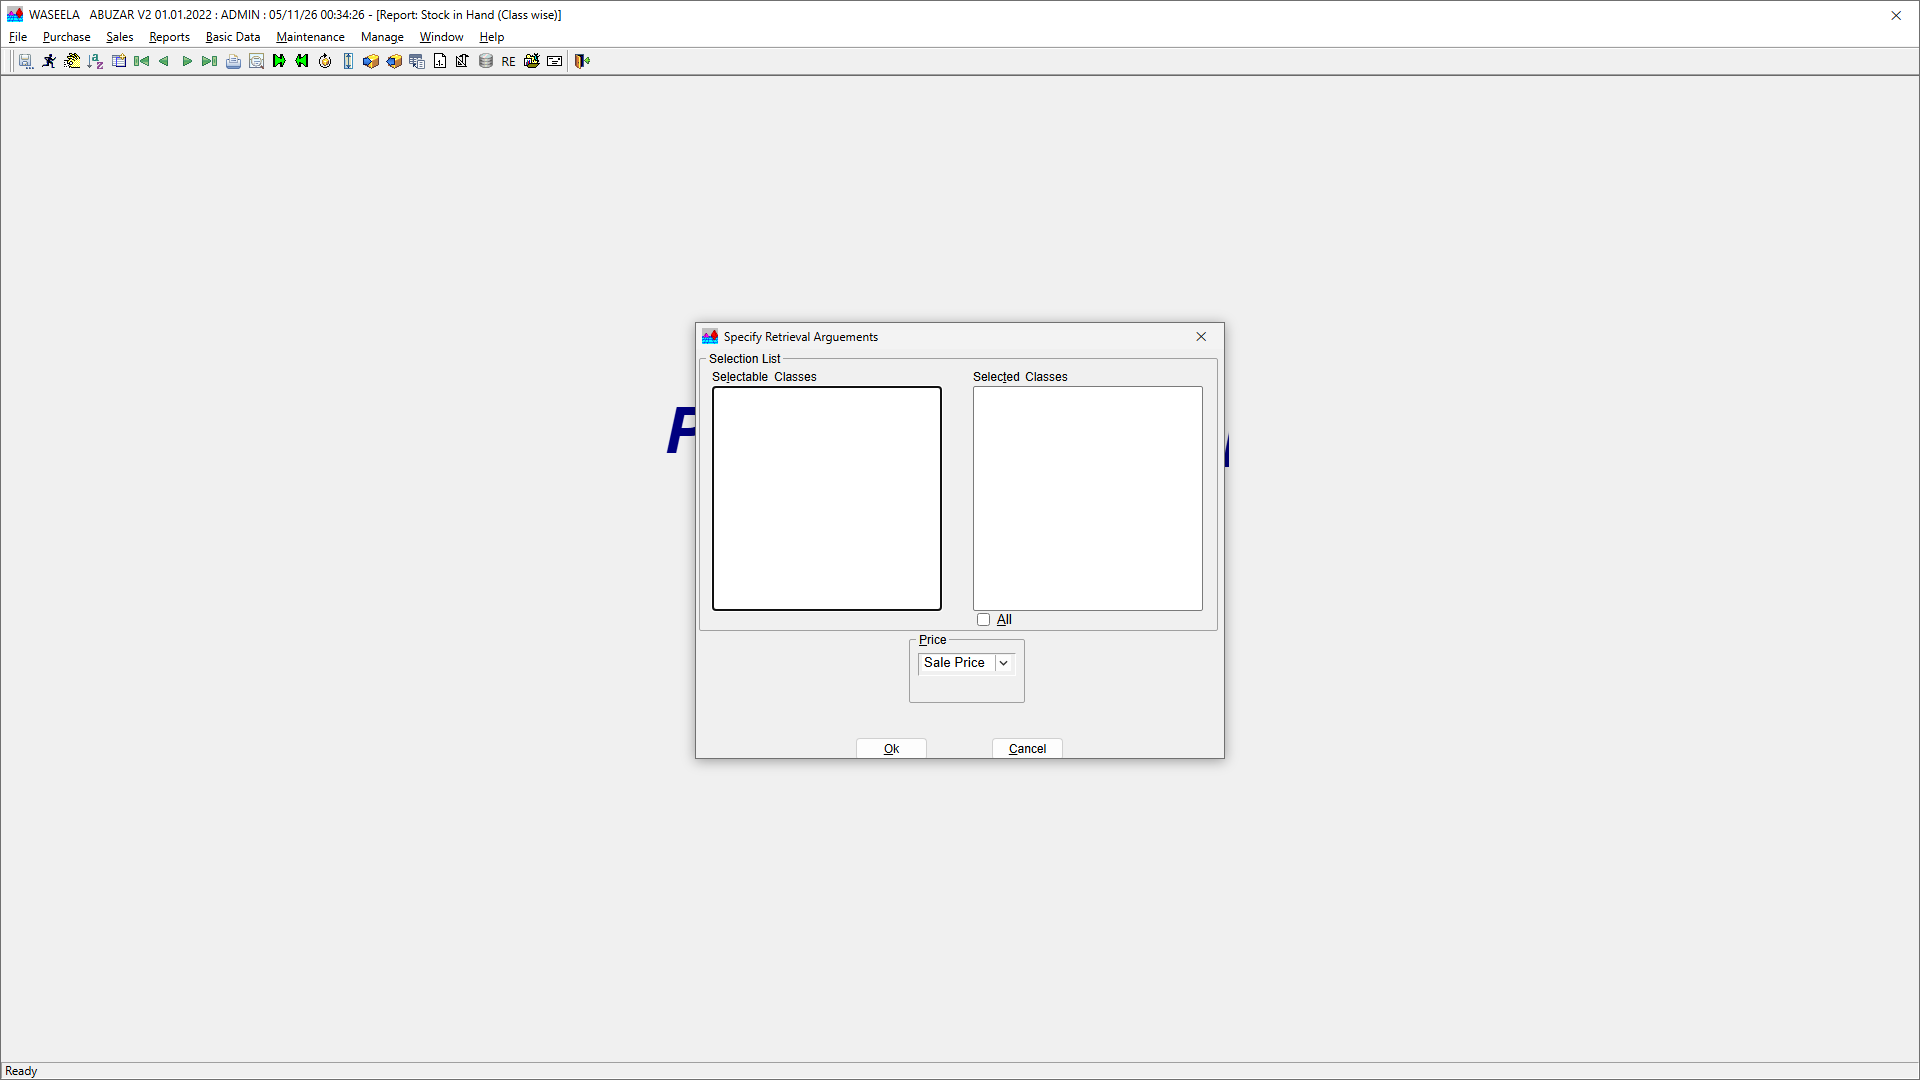 WASEELA ABUZAR V2 01.01.2022 : ADMIN : 05/11/26 00:34:26 - [Report: Stock in Hand (Class wise)]
File Purchase Sales Reports Basic Data Maintenance Manage Window Help
RE
Specify Retrieval Arguements
Selection List
Selectable Classes Selected Classes
All
Price
Sale Price
Ok Cancel
Ready